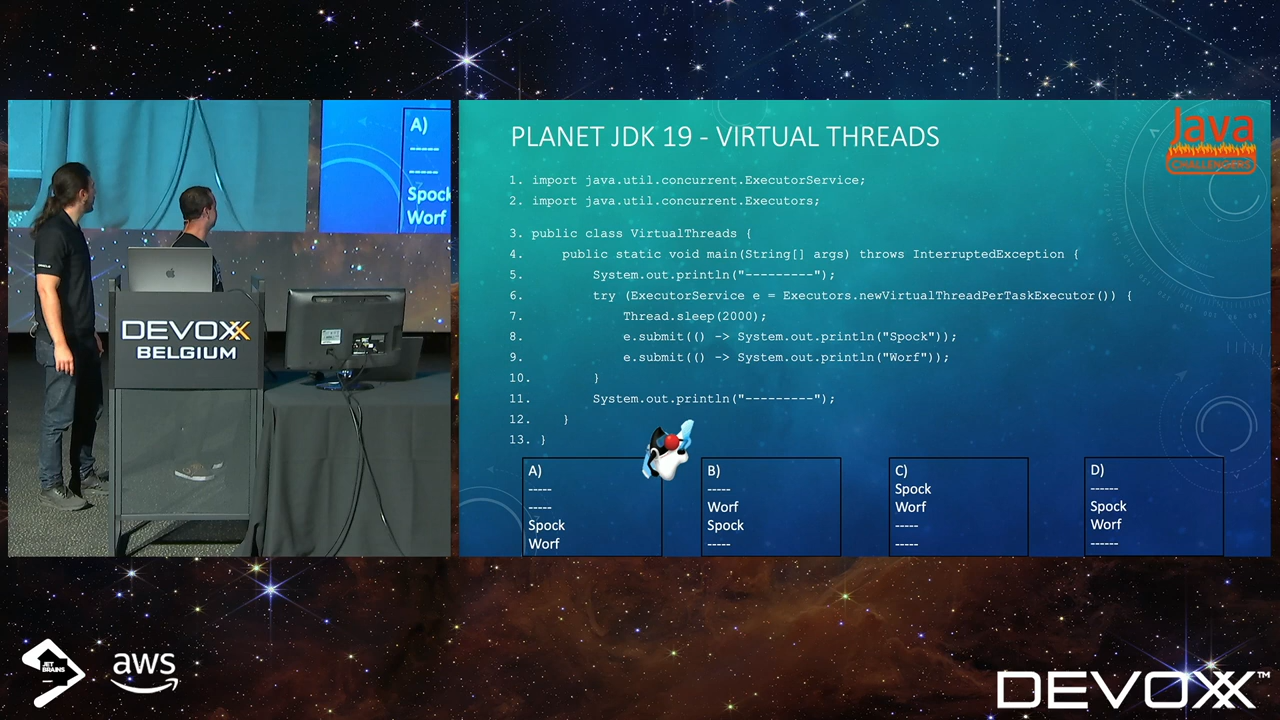 A)
-----
-----
Spock
Worf
DEVOXX
BELGIUM
PLANET JDK 19 - VIRTUAL THREADS
Java
CHALLENGERS
1. import java.util.concurrent.ExecutorService;
2. import java.util.concurrent.Executors;
3. public class VirtualThreads {
4. public static void main(String[] args) throws InterruptedException {
5. System.out.println("---------");
6. try (ExecutorService e = Executors.newVirtualThreadPerTaskExecutor()) {
7. Thread.sleep(2000);
8. e.submit(() -> System.out.println("Spock"));
9. e.submit(() -> System.out.println("Worf"));
10. }
11. System.out.println("---------");
12. }
13. }
A)
-----
-----
Spock
Worf
B)
-----
Worf
Spock
-----
C)
Spock
Worf
-----
-----
D)
------
Spock
Worf
------
JET
BRAINS
aws
DEVOXX™